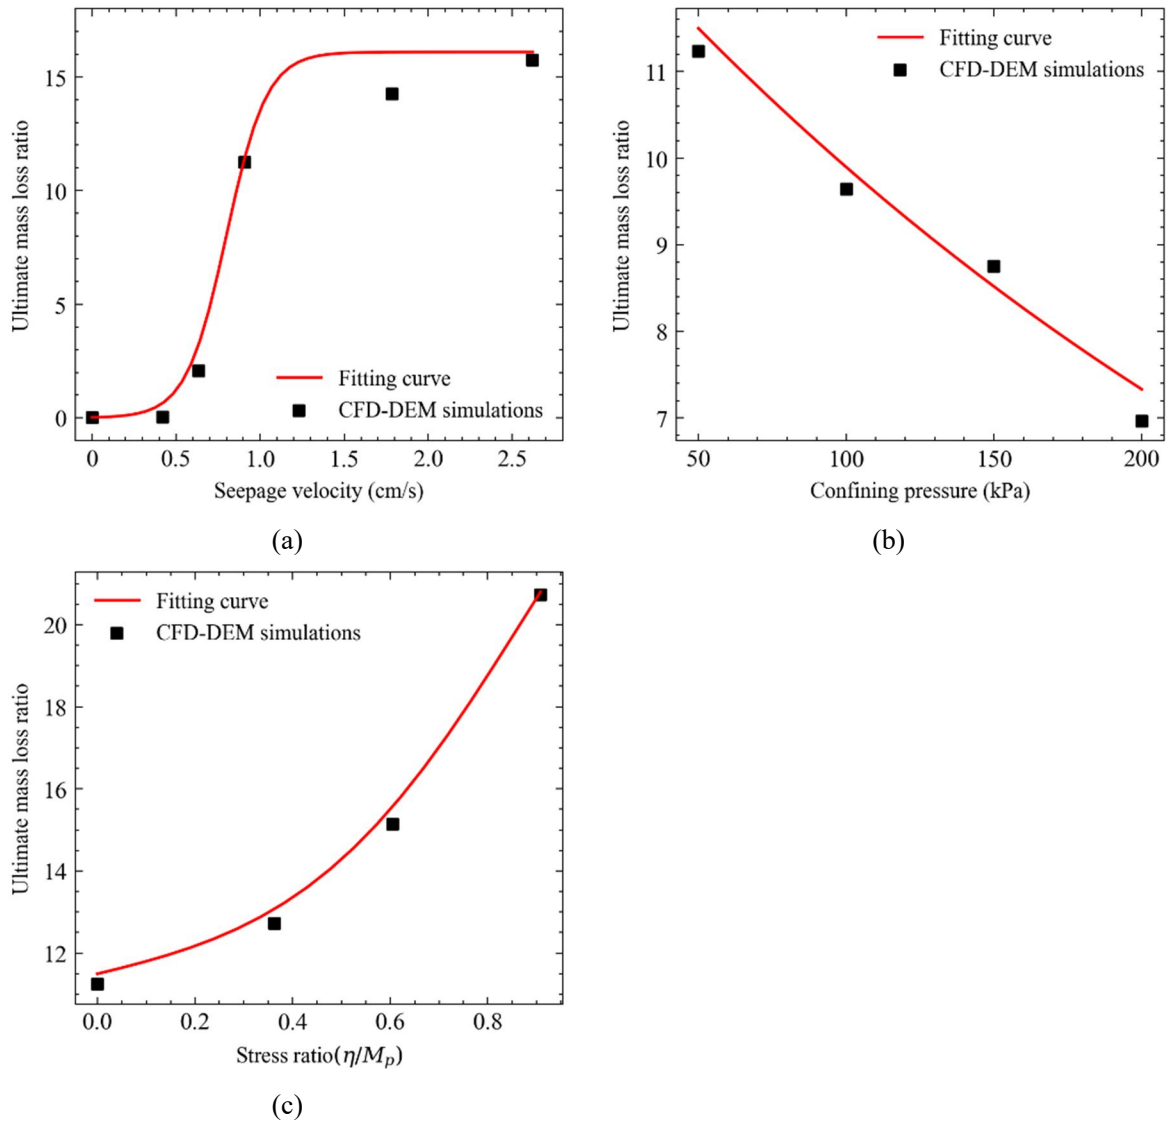 Ultimate mass loss ratio
15
10
5
0
Fitting curve
CFD-DEM simulations
0 0.5 1.0 1.5 2.0 2.5
Seepage velocity (cm/s)
(a)
Ultimate mass loss ratio
11
10
9
8
7
Fitting curve
CFD-DEM simulations
50 100 150 200
Confining pressure (kPa)
(b)
Ultimate mass loss ratio
20
18
16
14
12
Fitting curve
CFD-DEM simulations
0.0 0.2 0.4 0.6 0.8
Stress ratio(η/Mₚ)
(c)